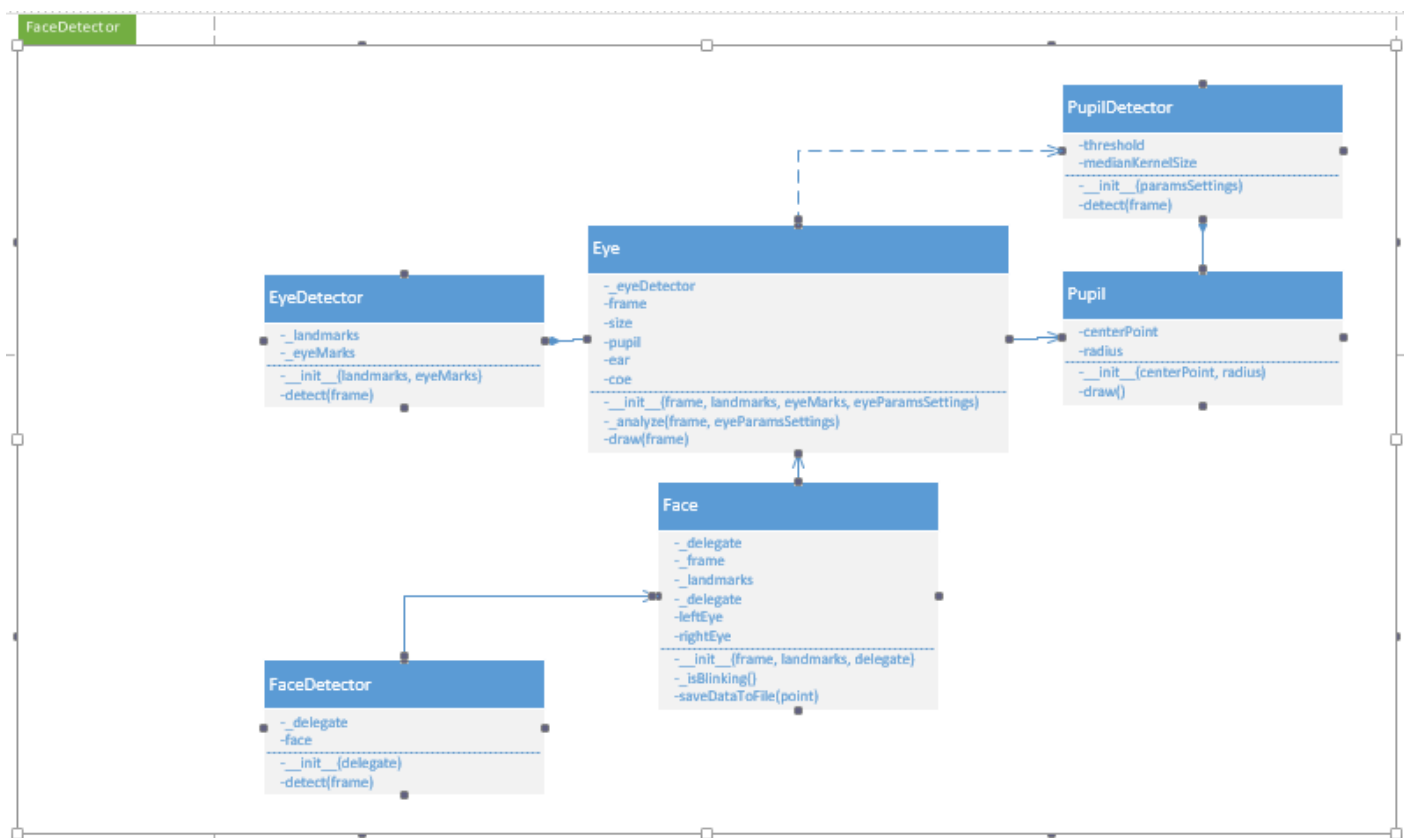 FaceDetector
PupilDetector
-threshold
-medianKernelSize
-__init__(paramsSettings)
-detect(frame)
Eye
-_eyeDetector
-frame
-size
-pupil
-ear
-coe
-__init__(frame, landmarks, eyeMarks, eyeParamsSettings)
-_analyze(frame, eyeParamsSettings)
-draw(frame)
EyeDetector
-_landmarks
-_eyeMarks
-__init__(landmarks, eyeMarks)
-detect(frame)
Pupil
-centerPoint
-radius
-__init__(centerPoint, radius)
-draw()
Face
-_delegate
-_frame
-_landmarks
-_delegate
-leftEye
-rightEye
-__init__(frame, landmarks, delegate)
-_isBlinking()
-saveDataToFile(point)
FaceDetector
-_delegate
-face
-__init__(delegate)
-detect(frame)